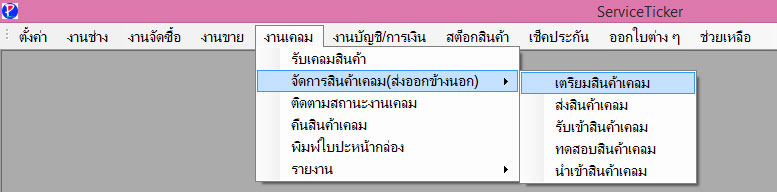 ServiceTicker
ตั้งค่า งานช่าง งานจัดซื้อ งานขาย งานเคลม งานบัญชี/การเงิน สต็อกสินค้า เช็คประกัน ออกใบต่าง ๆ ช่วยเหลือ
รับเคลมสินค้า
จัดการสินค้าเคลม(ส่งออกข้างนอก)
ติดตามสถานะงานเคลม
คืนสินค้าเคลม
พิมพ์ใบปะหน้ากล่อง
รายงาน
เตรียมสินค้าเคลม
ส่งสินค้าเคลม
รับเข้าสินค้าเคลม
ทดสอบสินค้าเคลม
นำเข้าสินค้าเคลม